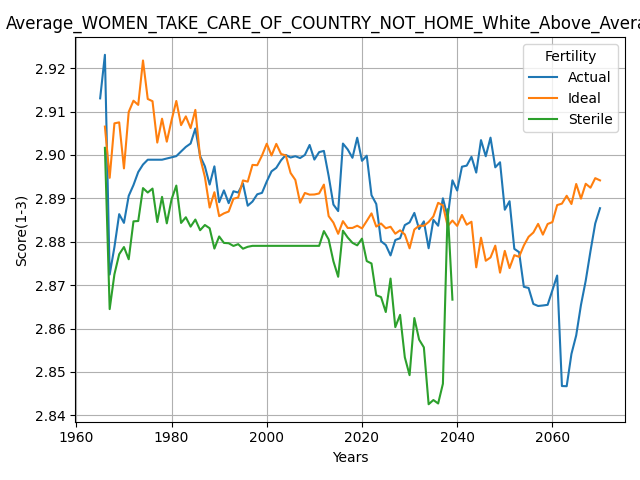 Average_WOMEN_TAKE_CARE_OF_COUNTRY_NOT_HOME_White_Above_Avera
Fertility
Actual
Ideal
Sterile
Score(1-3)
2.92
2.91
2.90
2.89
2.88
2.87
2.86
2.85
2.84
1960 1980 2000 2020 2040 2060
Years